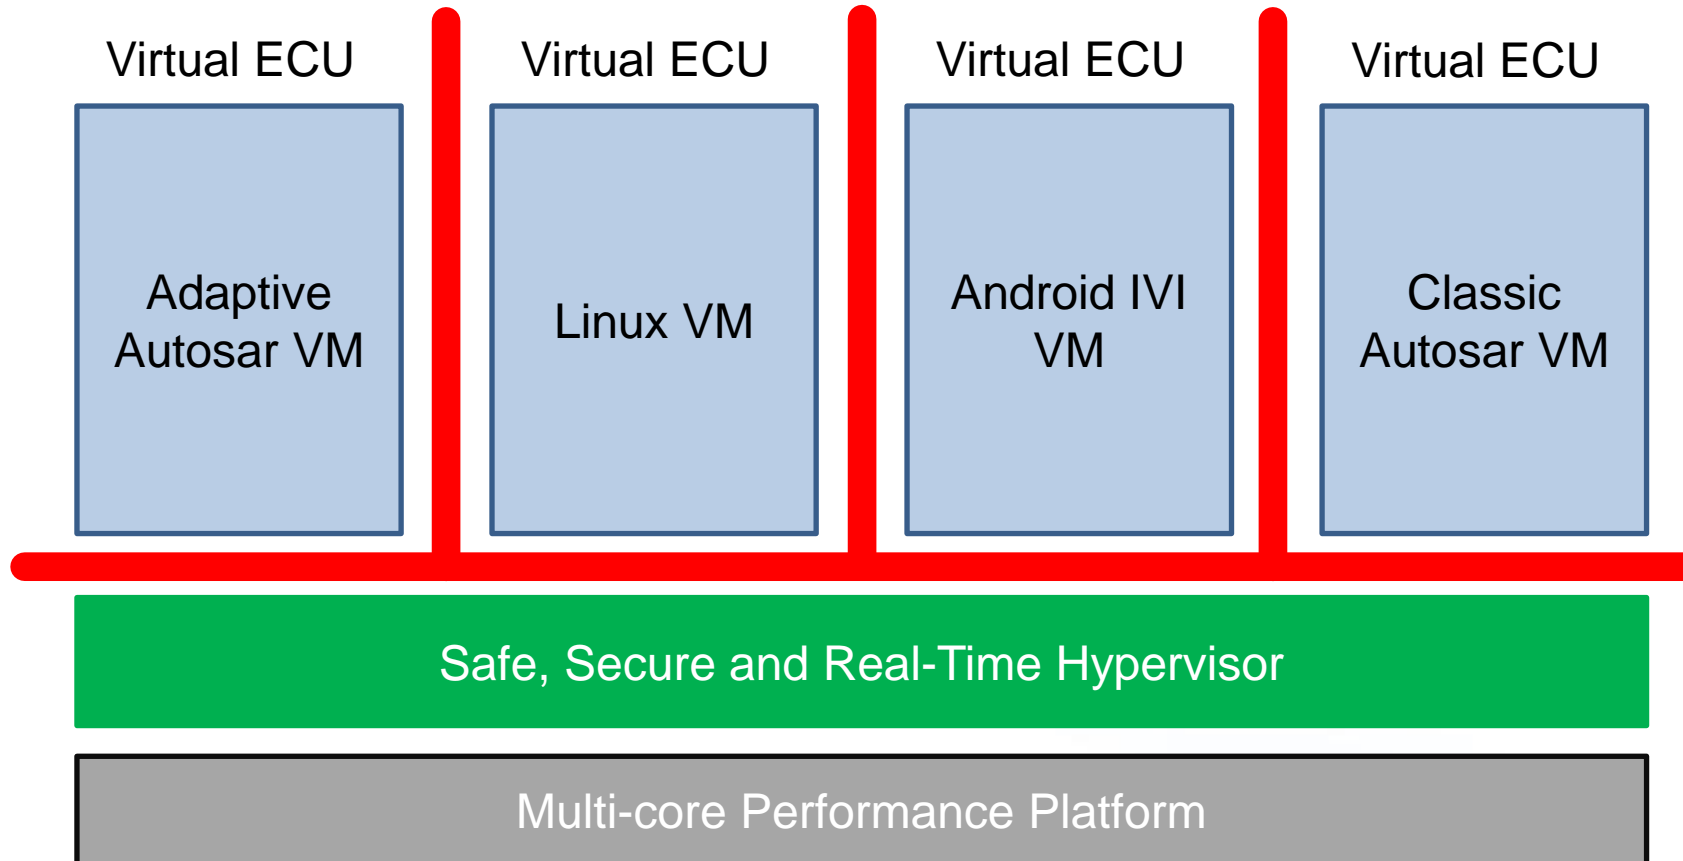 Virtual ECU
Virtual ECU
Virtual ECU
Virtual ECU
Adaptive
Autosar VM
Linux VM
Android IVI
VM
Classic
Autosar VM
Safe, Secure and Real-Time Hypervisor
Multi-core Performance Platform